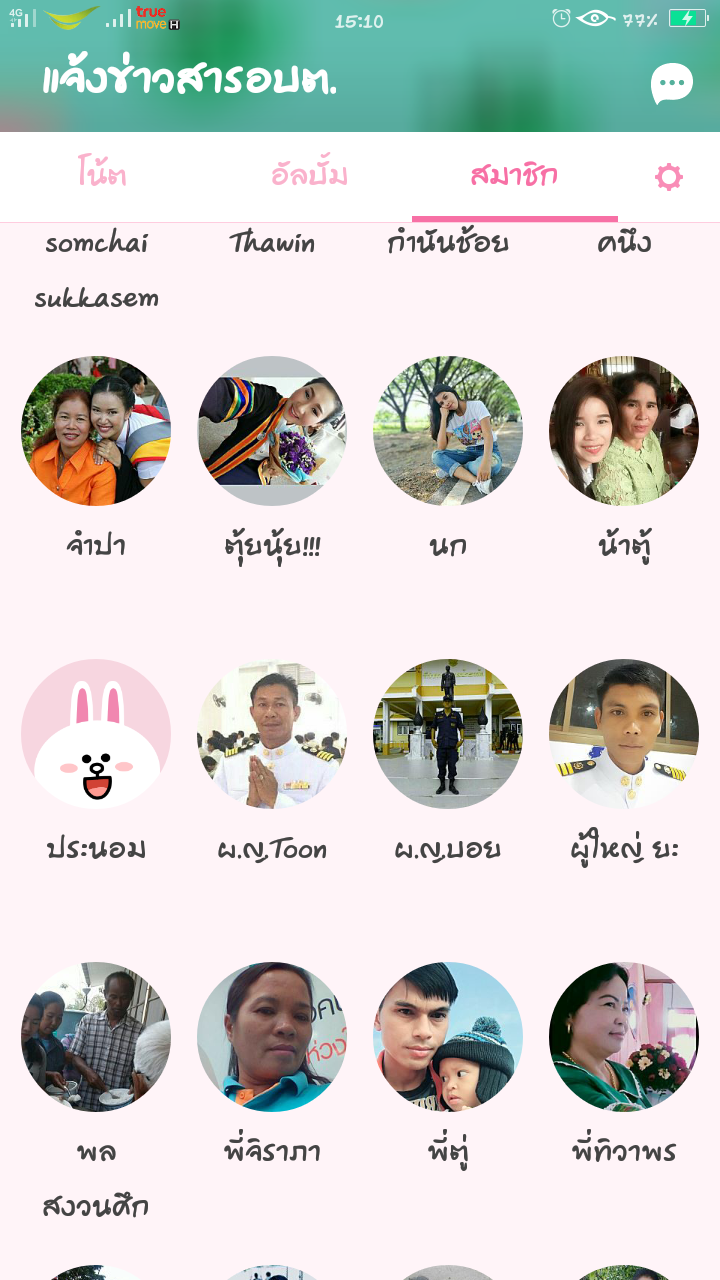 4G
true
move H
15:10
77%
แจ้งข่าวสารอบต.
โน้ต อัลบั้ม สมาชิก
somchai Thawin กำนันช้อย คนึง
sukkasem
จำปา ตุ้ยนุ้ย!!! นก น้าตู้
ประนอม ผ.ญ.Toon ผ.ญ.บอย ผู้ใหญ่ ยะ
พล พี่จิราภา พี่ตู่ พี่ทิวาพร
สงวนศึก